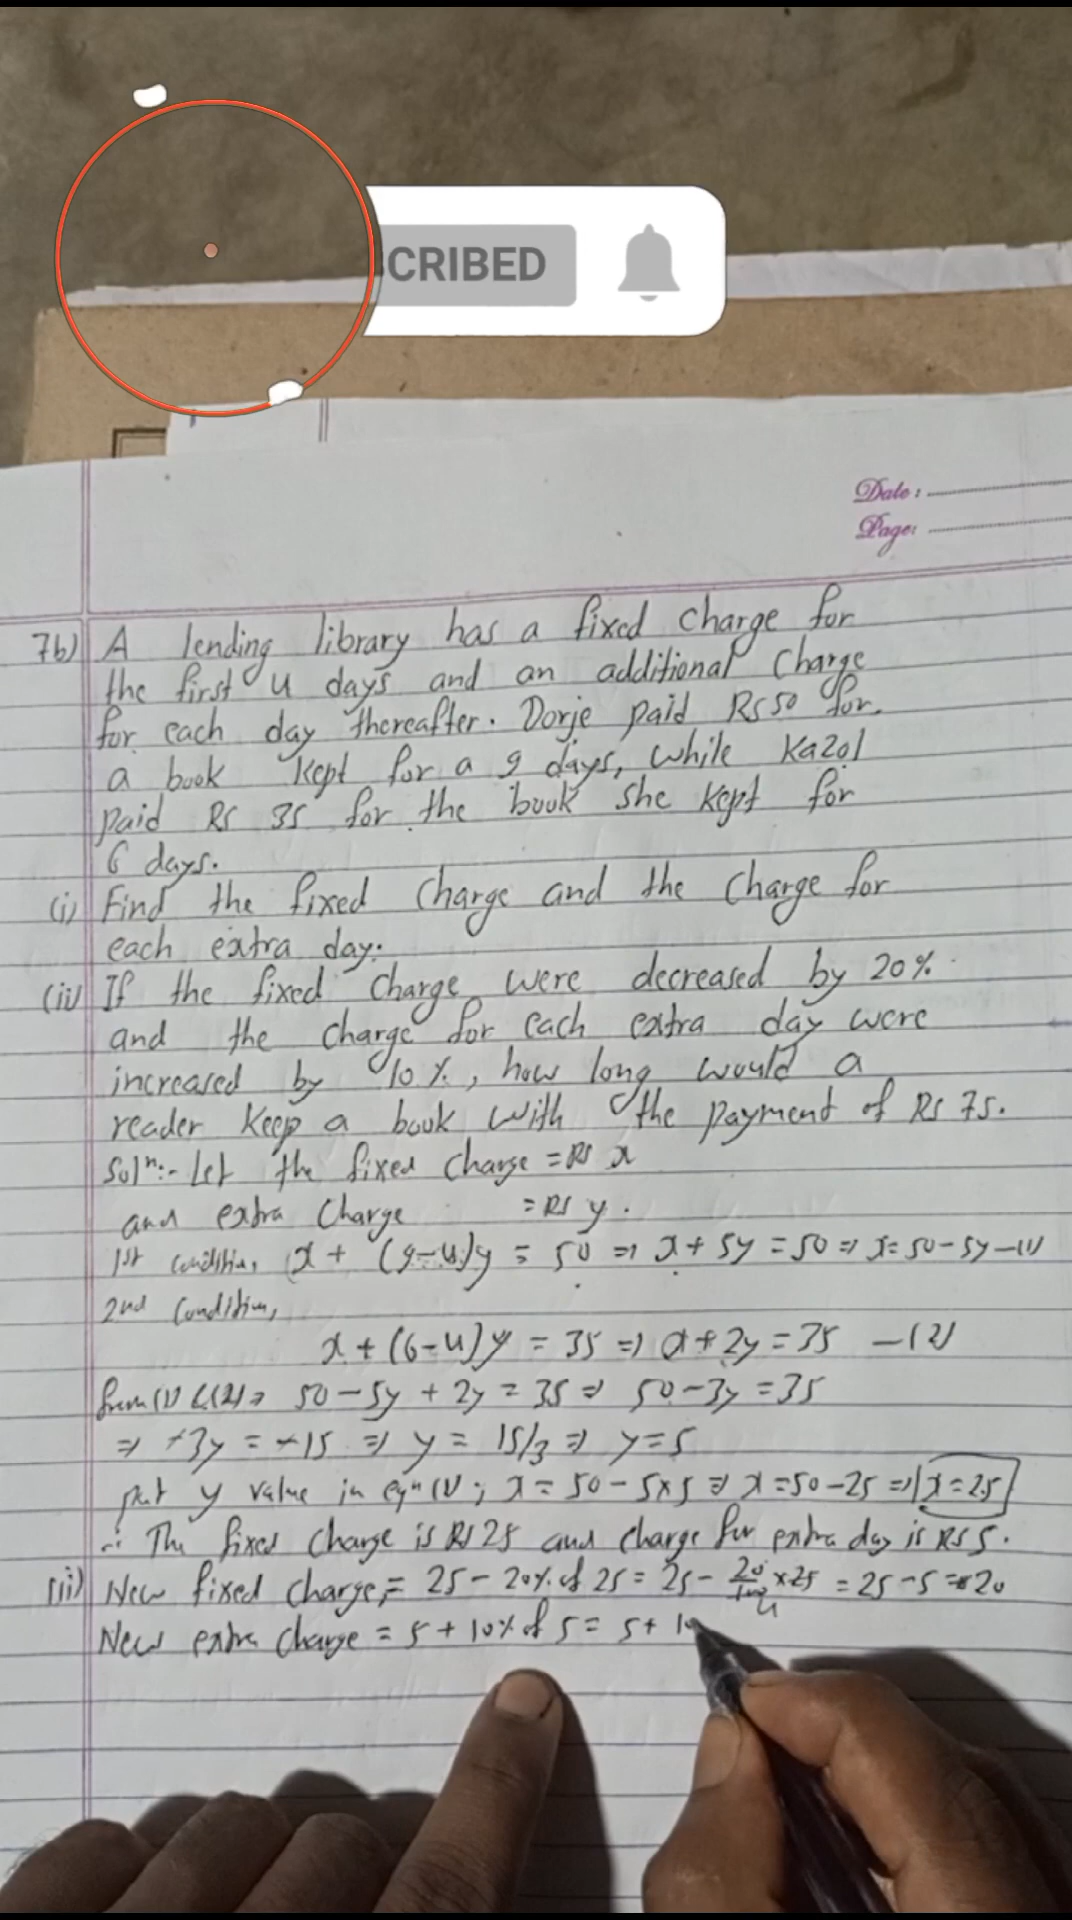 CRIBED
Date:
Page:
7b) A lending library has a fixed charge for
the first 4 days and an additional charge
for each day thereafter. Dorje paid Rs 50 for
a book kept for a 9 days, while Kazol
paid Rs 35 for the book she kept for
6 days.
(i) Find the fixed charge and the charge for
each extra day.
(ii) If the fixed charge were decreased by 20%
and the charge for each extra day were
increased by 10%, how long would a
reader keep a book with the payment of Rs 75.
Solⁿ:- Let the fixed charge = Rs x
and extra charge = Rs y.
1st condition, x + (9-4)y = 50 ⇒ x + 5y = 50 ⇒ x = 50 - 5y —(1)
2nd condition,
x + (6-4)y = 35 ⇒ x + 2y = 35 —(2)
from (1) & (2) ⇒ 50 - 5y + 2y = 35 ⇒ 50 - 3y = 35
⇒ +3y = +15 ⇒ y = 15/3 ⇒ y = 5
put y value in eqⁿ (1); x = 50 - 5×5 ⇒ x = 50 - 25 ⇒ x = 25
∴ The fixed charge is Rs 25 and charge for extra day is Rs 5.
(ii) New fixed charge, = 25 - 20% of 25 = 25 - 20/100 × 25 = 25 - 5 = 20
4
New extra charge = 5 + 10% of 5 = 5 + 10